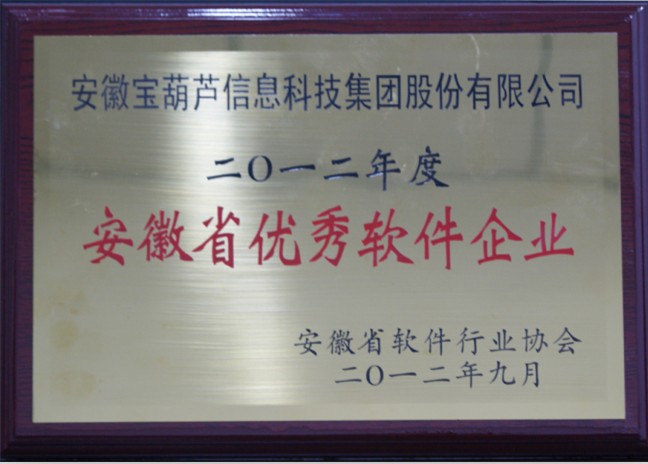 安徽宝葫芦信息科技集团股份有限公司
二〇一二年度
安徽省优秀软件企业
安徽省软件行业协会
二〇一二年九月